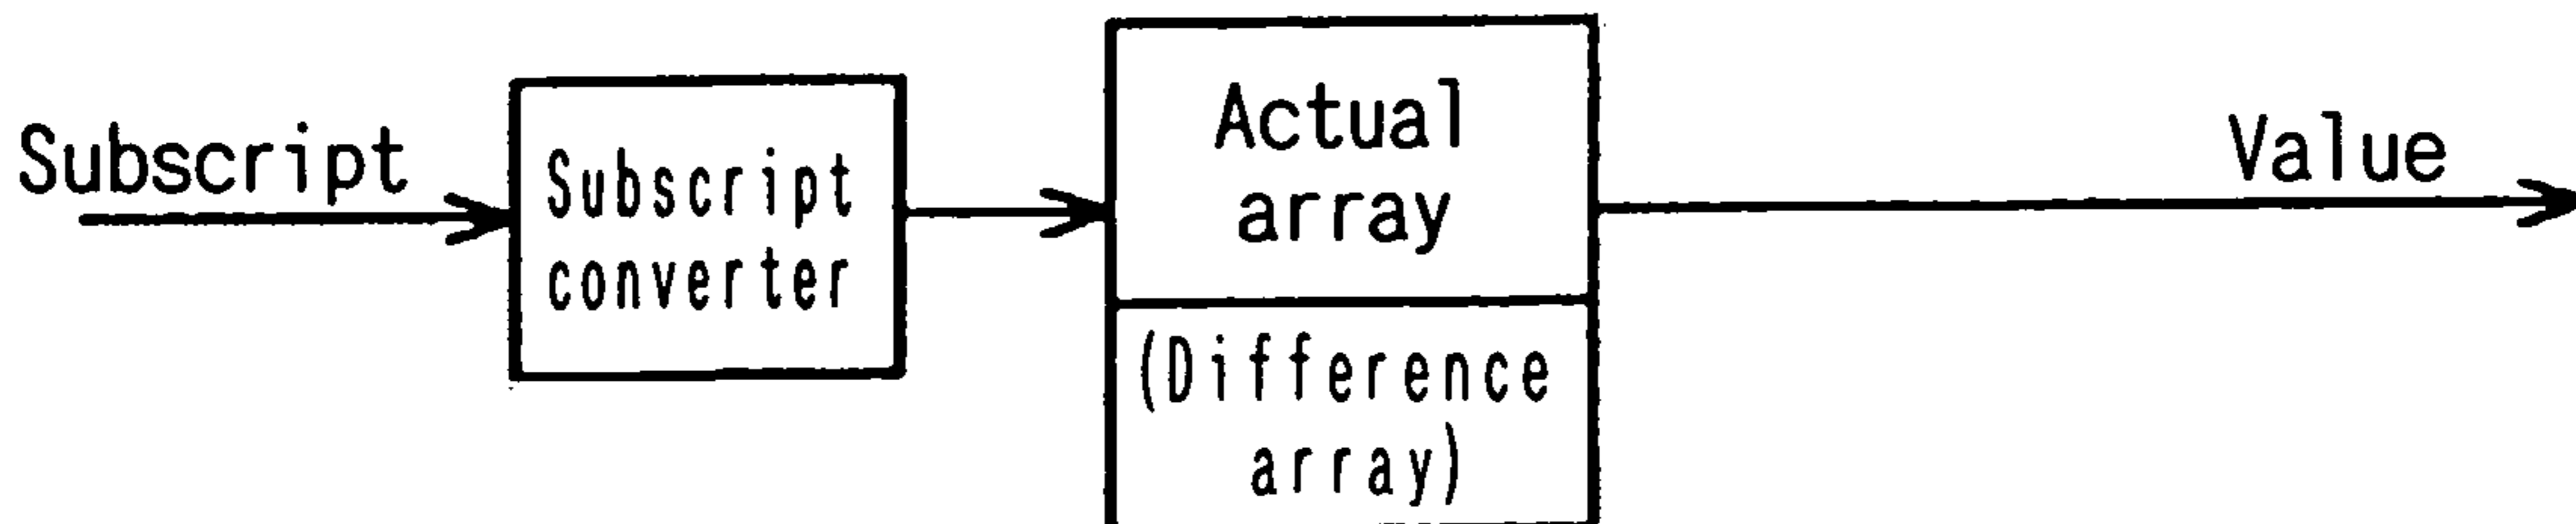 Subscript
Subscript
converter
Actual
array
(Difference
array)
Value